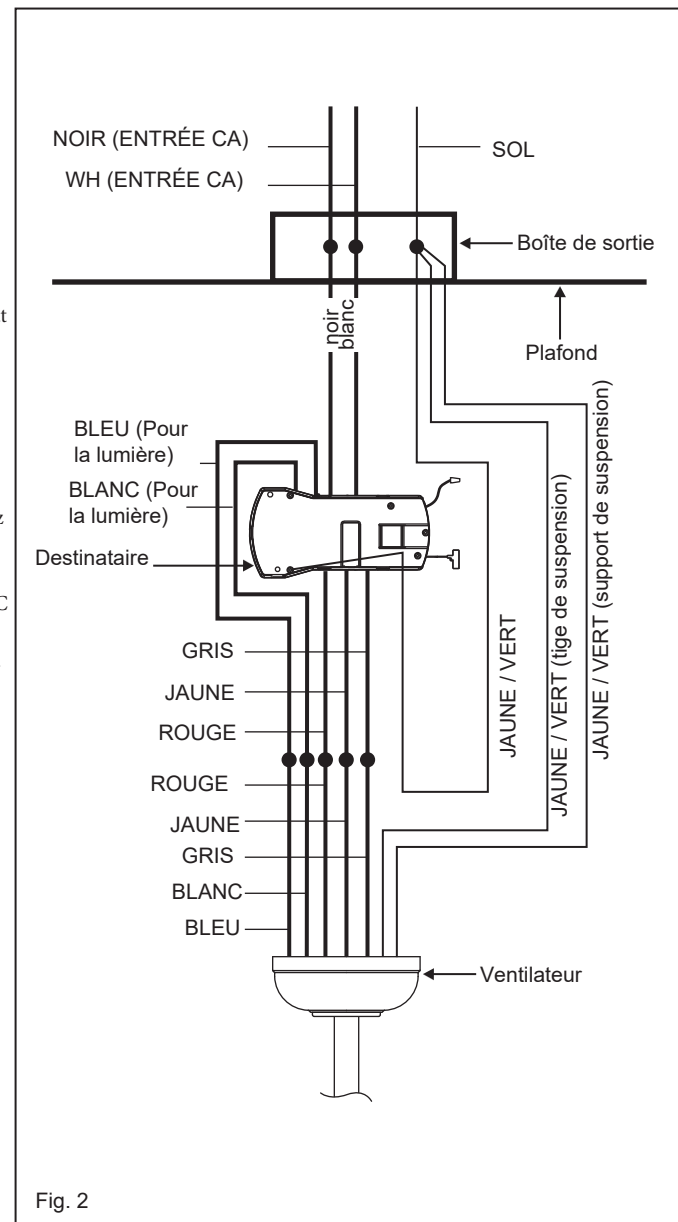 NOIR (ENTRÉE CA)
SOL
WH (ENTRÉE CA)
Boîte de sortie
noir
blanc
Plafond
BLEU (Pour
la lumière)
BLANC (Pour
la lumière)
Destinataire
GRIS
JAUNE
ROUGE
ROUGE
JAUNE
GRIS
BLANC
BLEU
JAUNE / VERT
JAUNE / VERT (tige de suspension)
JAUNE / VERT (support de suspension)
Ventilateur
Fig. 2